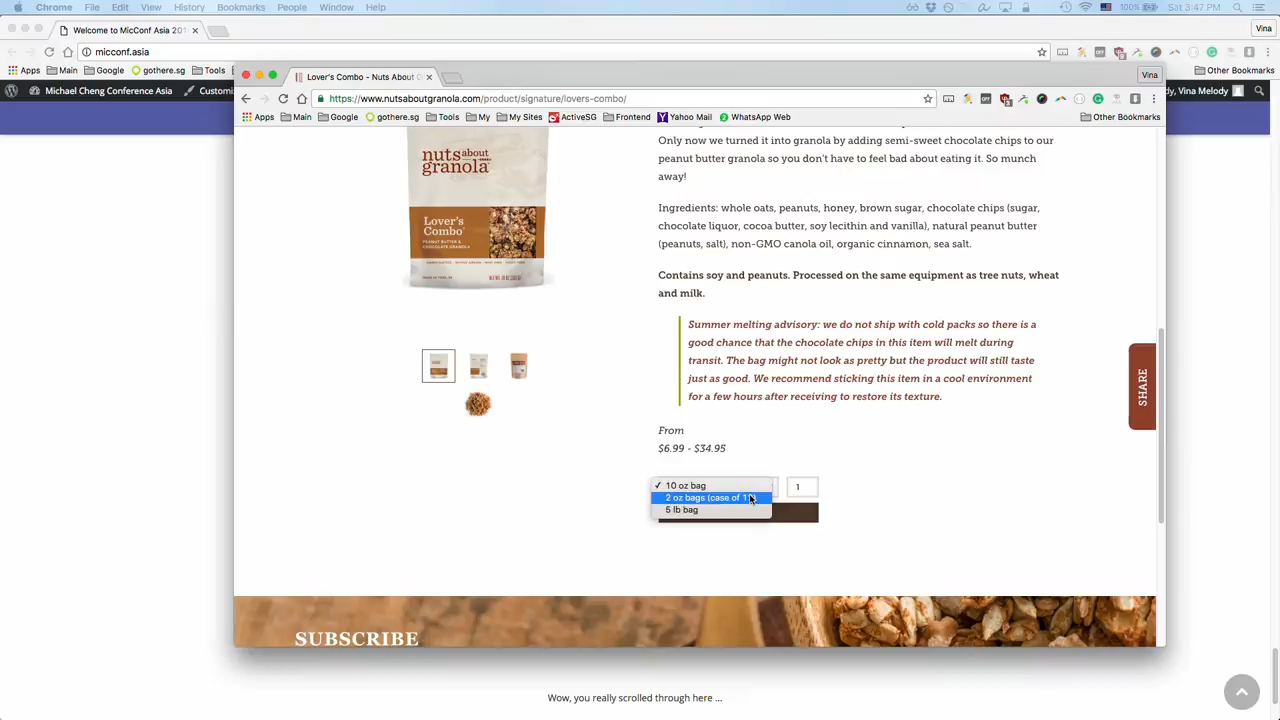 Chrome File Edit View History Bookmarks People Window Help 100% Sat 3:47 PM
Welcome to MicConf Asia 201 Vina
micconf.asia
Apps Main Google gothere.sg Tools Other Bookmarks
Michael Cheng Conference Asia Customi dy, Vina Melody
Lover's Combo - Nuts About G Vina
https://www.nutsaboutgranola.com/product/signature/lovers-combo/
Apps Main Google gothere.sg Tools My My Sites ActiveSG Frontend Yahoo Mail WhatsApp Web Other Bookmarks
nuts about
granola
Lover's
Combo
PEANUT BUTTER &
CHOCOLATE GRANOLA
Only now we turned it into granola by adding semi-sweet chocolate chips to our
peanut butter granola so you don't have to feel bad about eating it. So munch
away!
Ingredients: whole oats, peanuts, honey, brown sugar, chocolate chips (sugar,
chocolate liquor, cocoa butter, soy lecithin and vanilla), natural peanut butter
(peanuts, salt), non-GMO canola oil, organic cinnamon, sea salt.
Contains soy and peanuts. Processed on the same equipment as tree nuts, wheat
and milk.
Summer melting advisory: we do not ship with cold packs so there is a
good chance that the chocolate chips in this item will melt during
transit. The bag might not look as pretty but the product will still taste
just as good. We recommend sticking this item in a cool environment
for a few hours after receiving to restore its texture.
SHARE
From
$6.99 - $34.95
✓ 10 oz bag 1
2 oz bags (case of
5 lb bag
SUBSCRIBE
Wow, you really scrolled through here ...